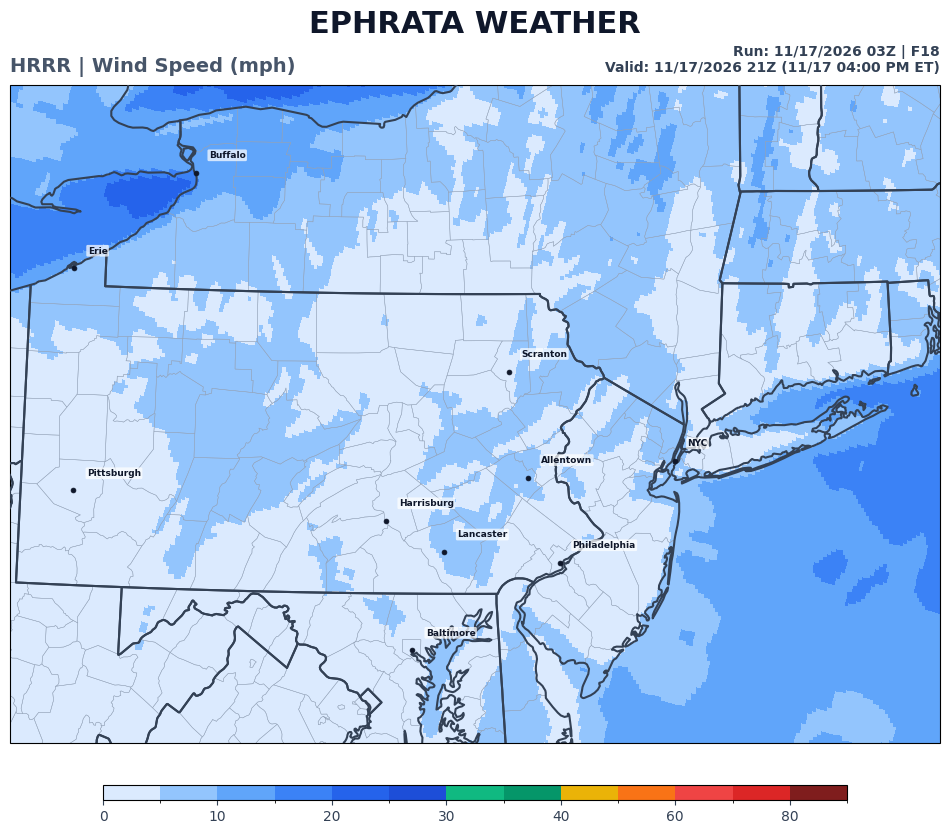 EPHRATA WEATHER
HRRR | Wind Speed (mph)
Run: 11/17/2026 03Z | F18
Valid: 11/17/2026 21Z (11/17 04:00 PM ET)
Buffalo
Erie
Scranton
NYC
Allentown
Pittsburgh
Harrisburg
Lancaster
Philadelphia
Baltimore
0 10 20 30 40 50 60 70 80